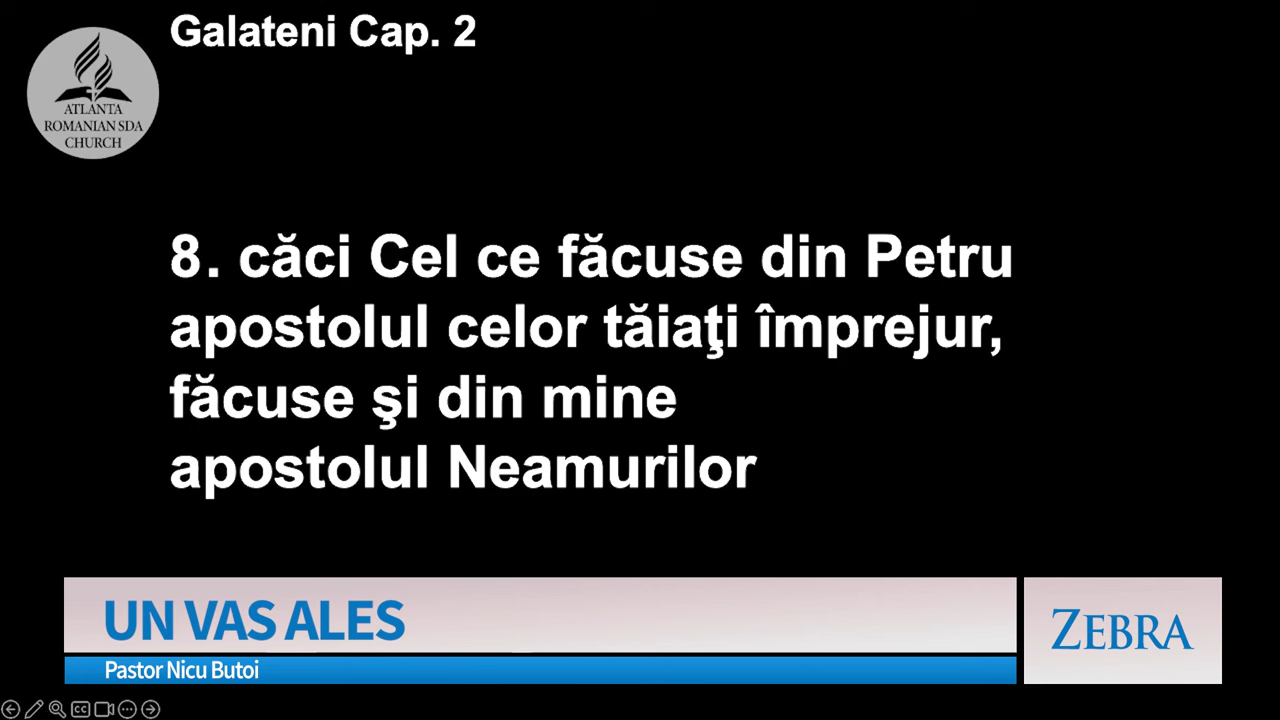 Galateni Cap. 2
ATLANTA
ROMANIAN SDA
CHURCH
8. căci Cel ce făcuse din Petru
apostolul celor tăiaţi împrejur,
făcuse şi din mine
apostolul Neamurilor
UN VAS ALES
ZEBRA
Pastor Nicu Butoi
CC